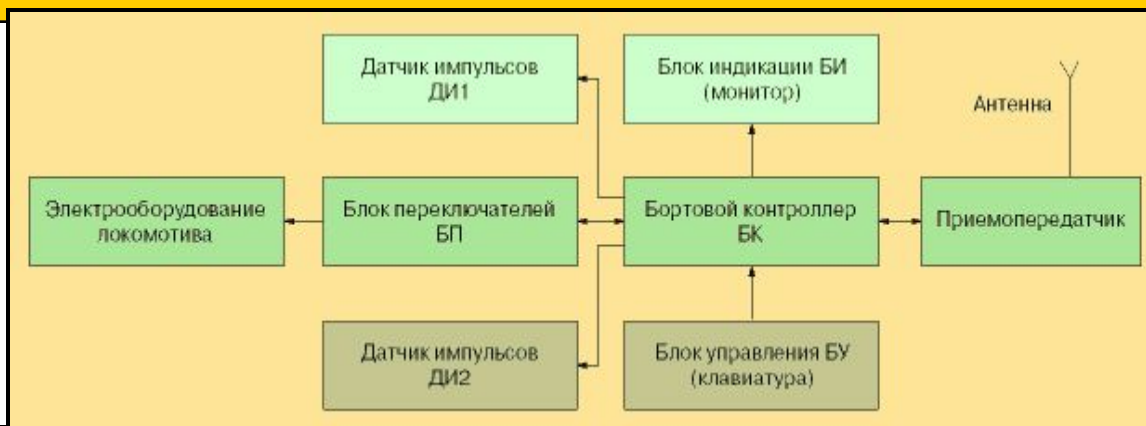 Датчик импульсов
ДИ1
Блок индикации БИ
(монитор)
Антенна
Электрооборудование
локомотива
Блок переключателей
БП
Бортовой контроллер
БК
Приемопередатчик
Датчик импульсов
ДИ2
Блок управления БУ
(клавиатура)